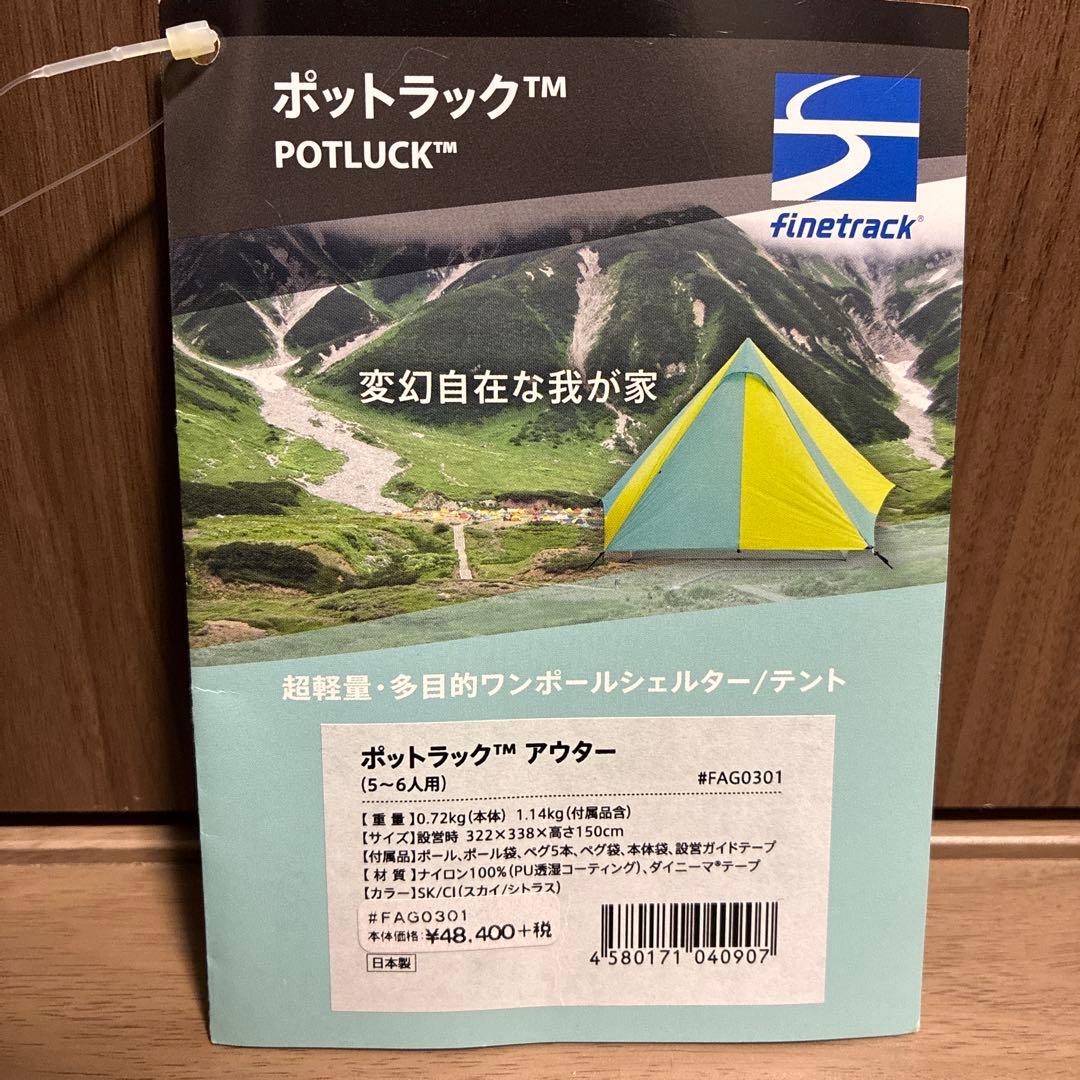 ポットラック™
POTLUCK™
finetrack®
変幻自在な我が家
超軽量・多目的ワンポールシェルター/テント
ポットラック™ アウター
(5〜6人用) #FAG0301
【重量】0.72kg(本体) 1.14kg(付属品含)
【サイズ】設営時 322×338×高さ150cm
【付属品】ポール、ポール袋、ペグ5本、ペグ袋、本体袋、設営ガイドテープ
【材質】ナイロン100%(PU透湿コーティング)、ダイニーマ®テープ
【カラー】SK/CI(スカイ/シトラス)
#FAG0301
本体価格:¥48,400+税
日本製
4 580171 040907